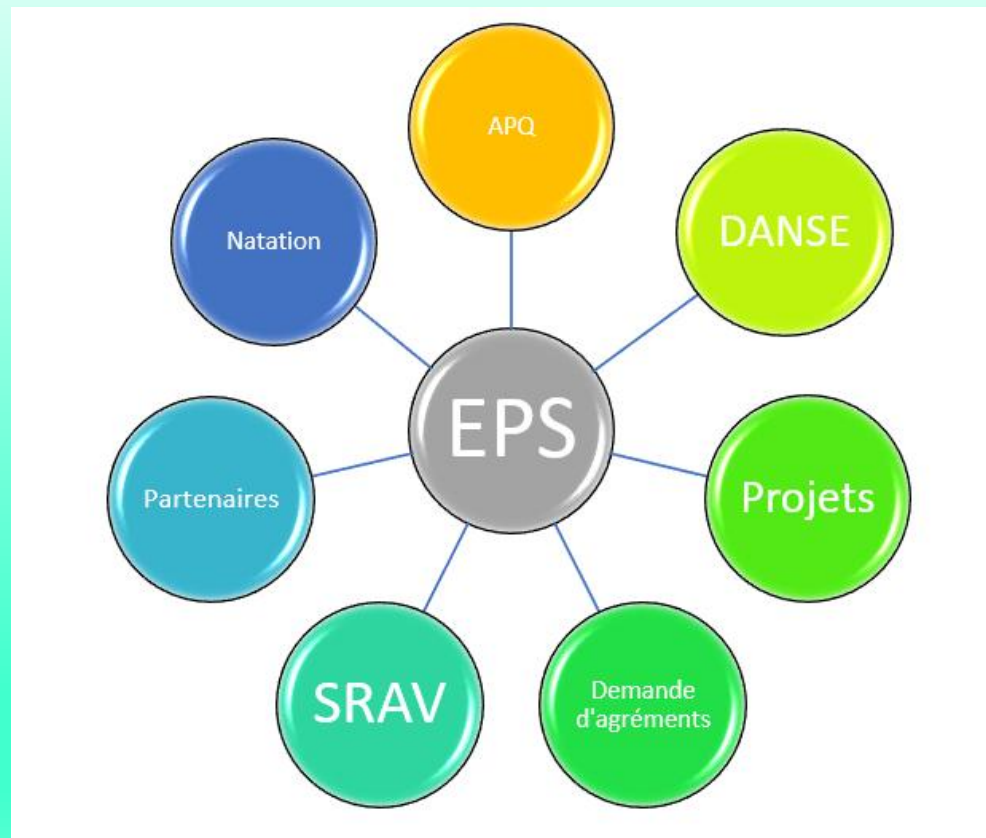 APQ
DANSE
Natation
EPS
Projets
Partenaires
SRAV
Demande
d'agréments